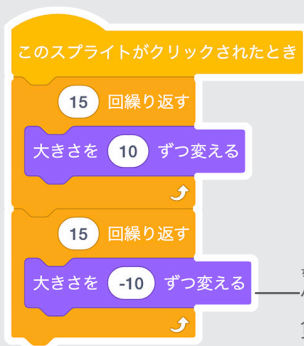 このスプライトがクリックされたとき
15 回繰り返す
大きさを 10 ずつ変える
15 回繰り返す
大きさを -10 ずつ変える